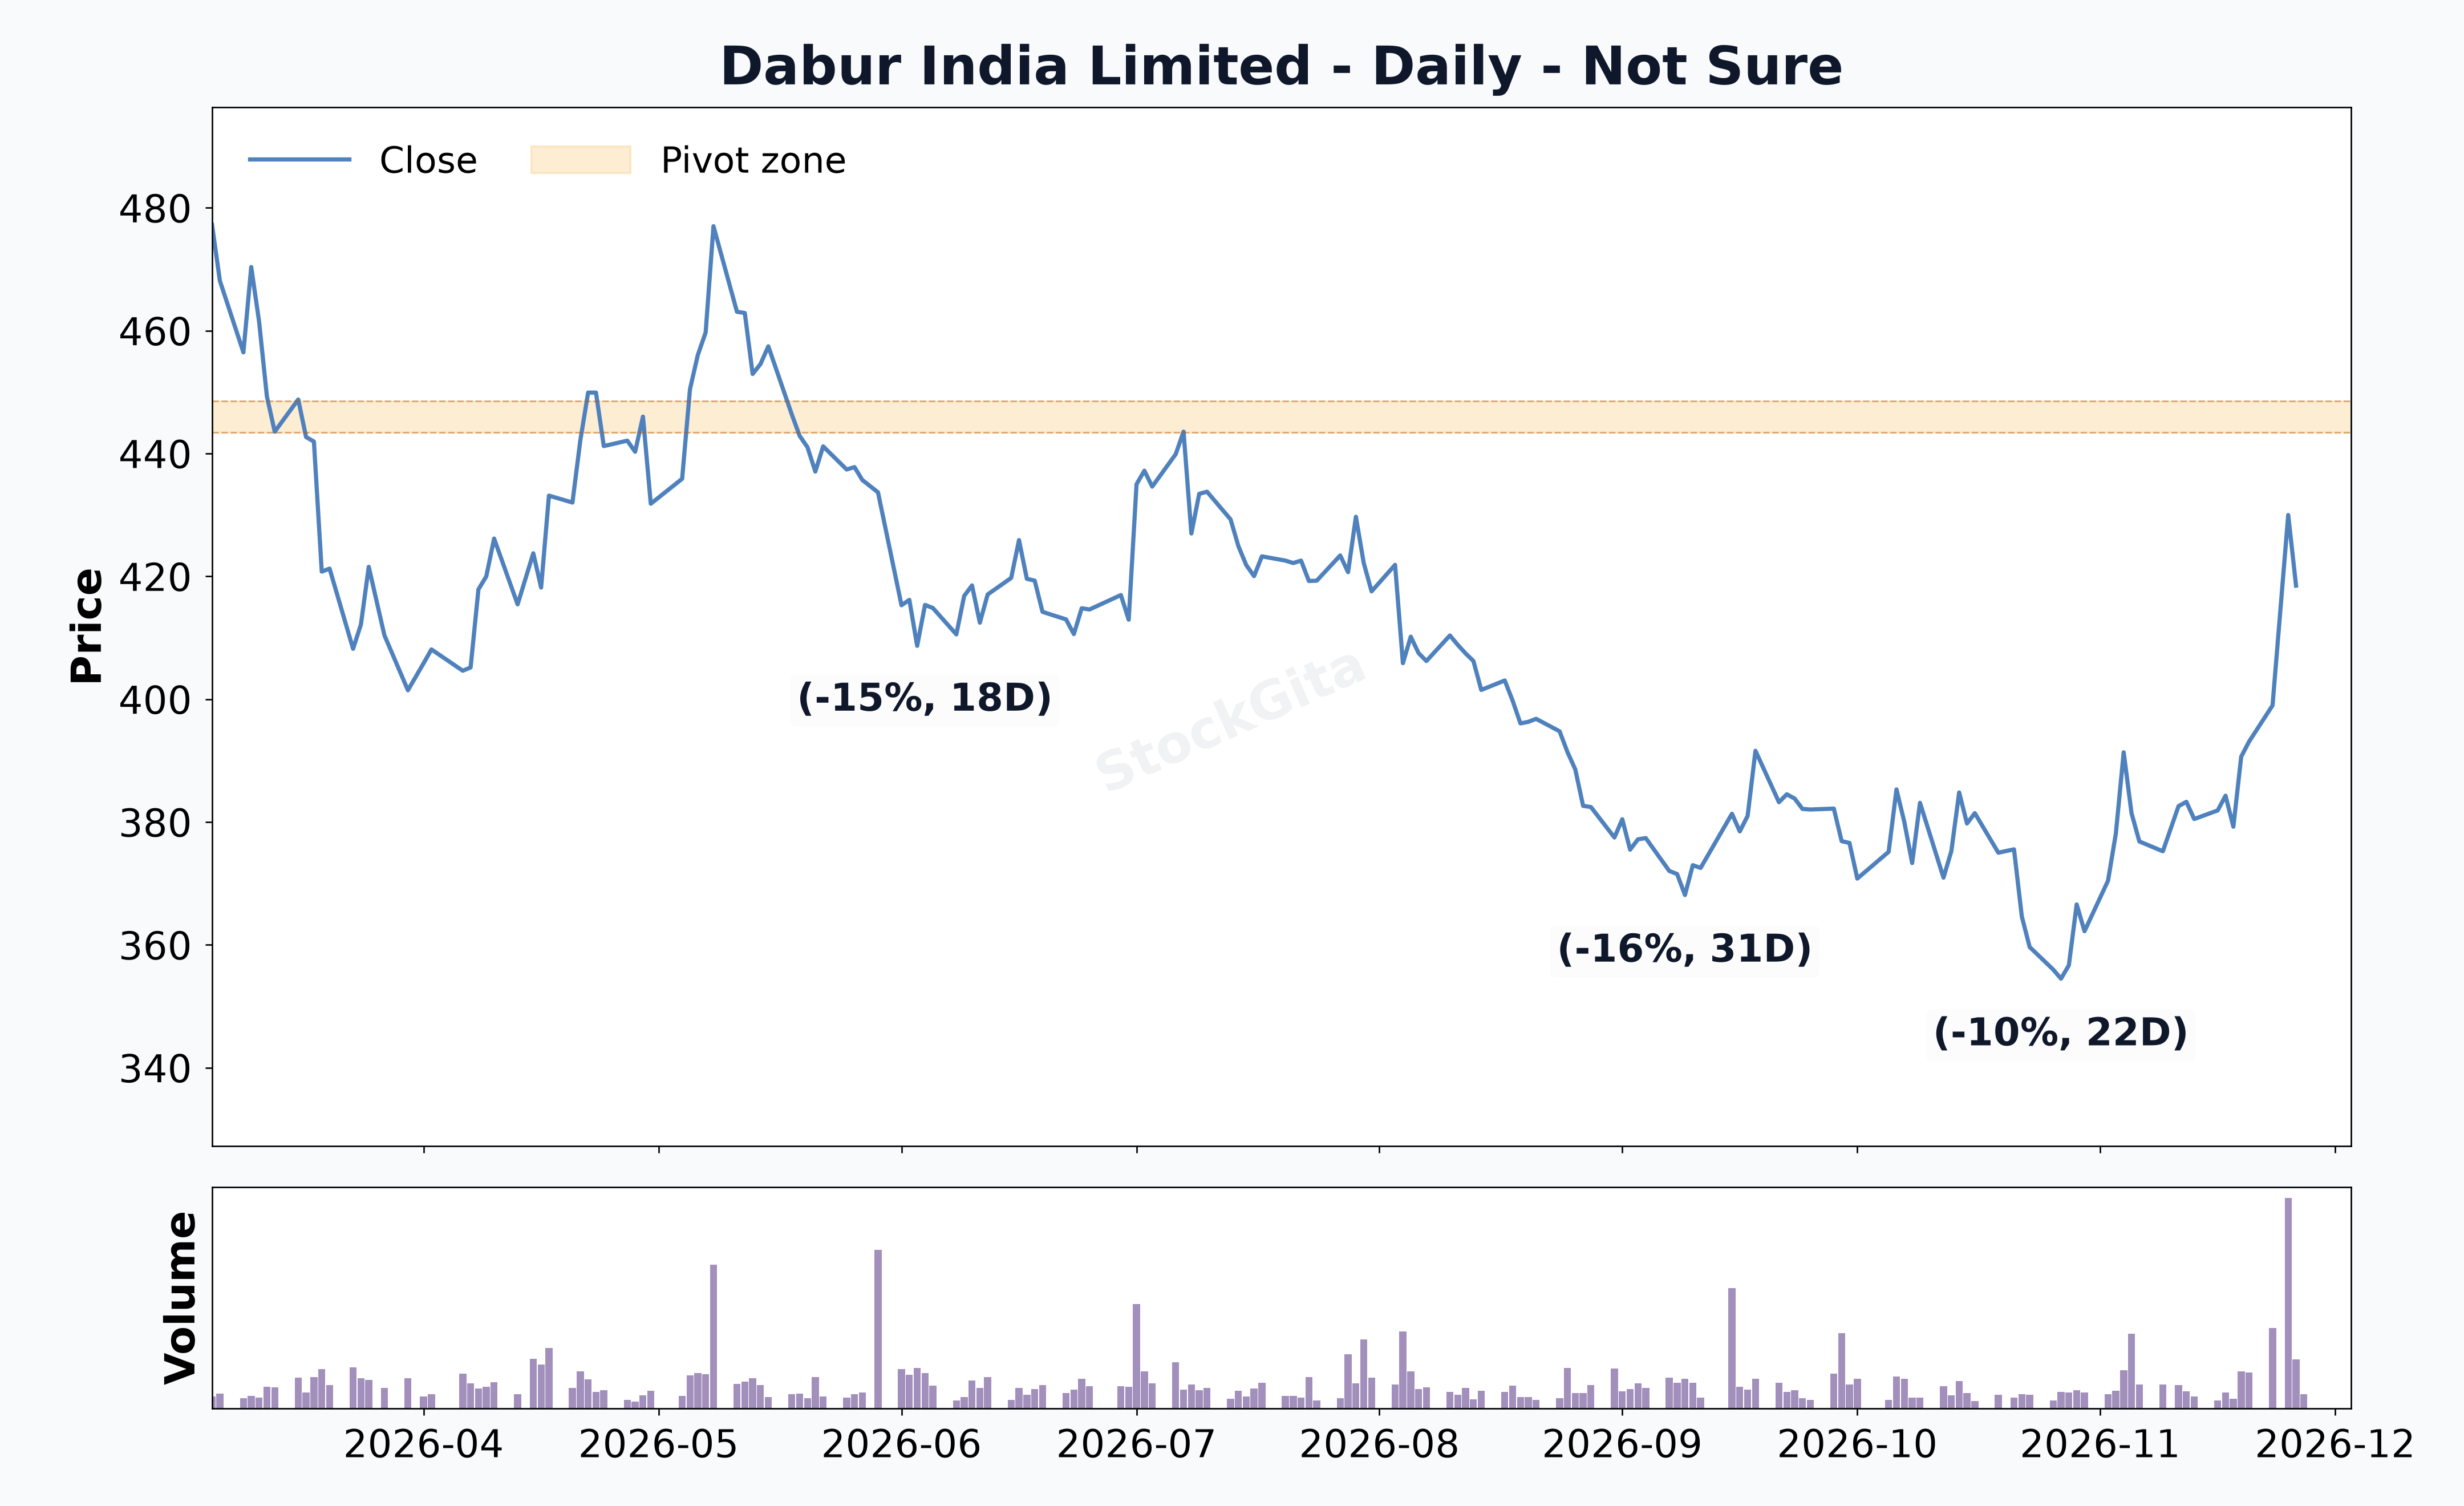 Dabur India Limited - Daily - Not Sure
Close
Pivot zone
480
460
440
420
400
380
360
340
Price
(-15%, 18D)
StockGita
(-16%, 31D)
(-10%, 22D)
Volume
2026-04
2026-05
2026-06
2026-07
2026-08
2026-09
2026-10
2026-11
2026-12